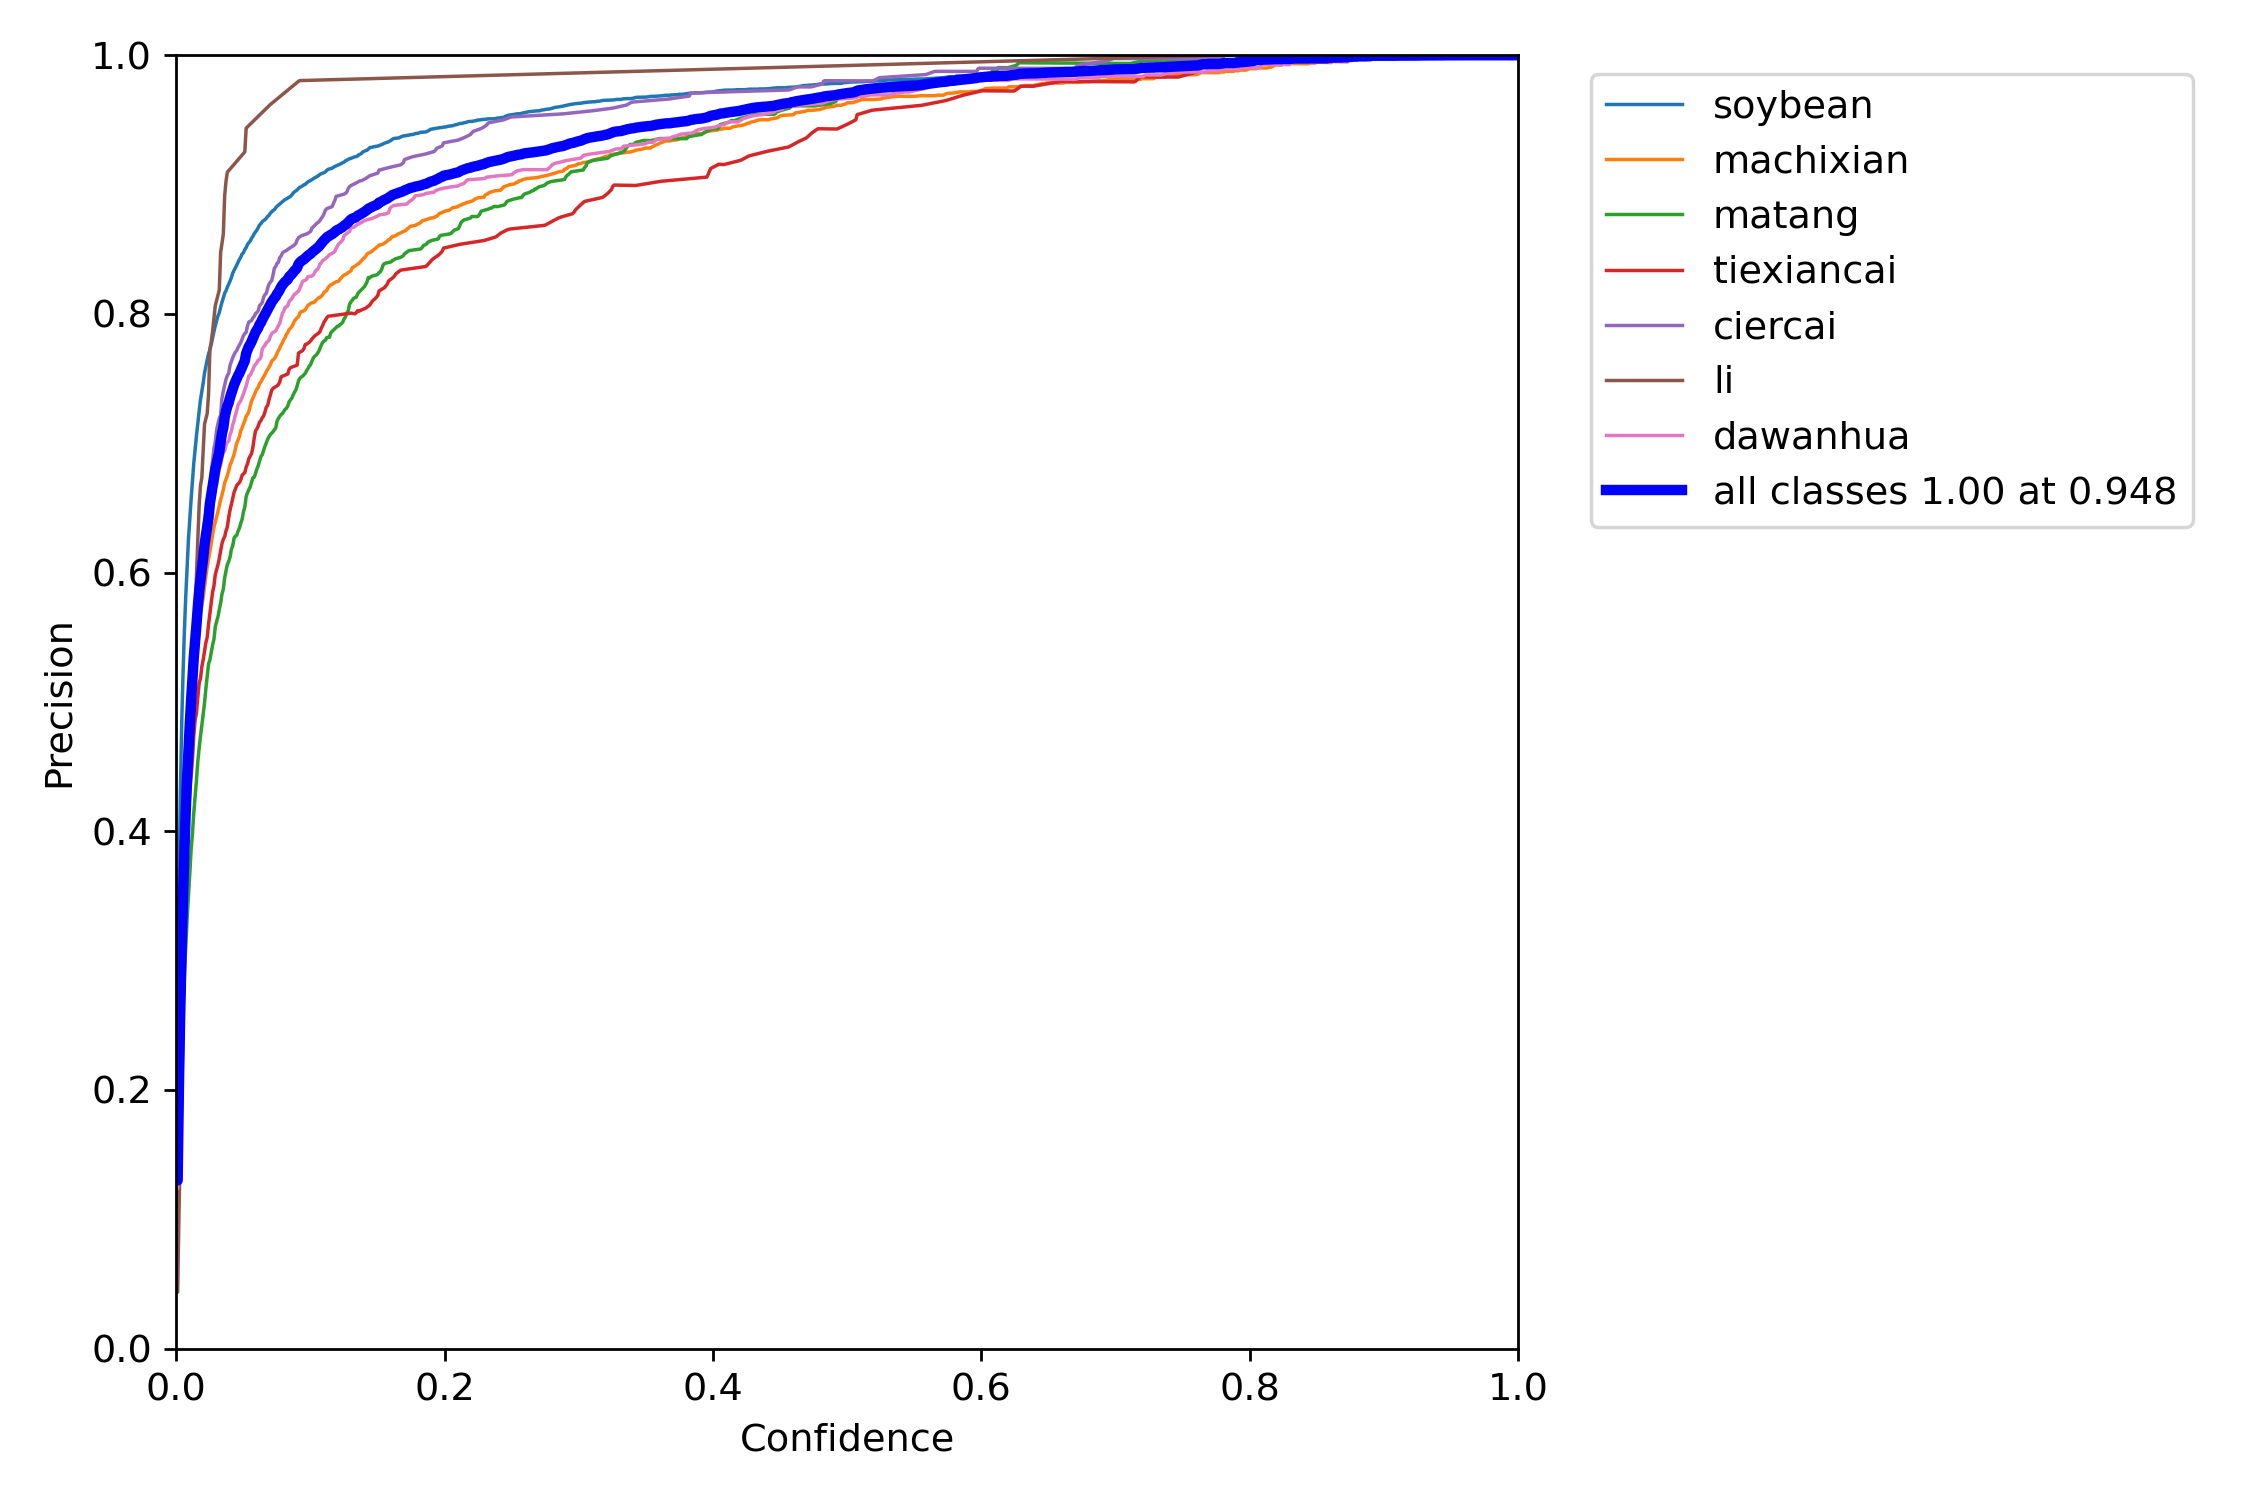 1.0
0.8
0.6
0.4
0.2
0.0
0.0 0.2 0.4 0.6 0.8 1.0
Precision
Confidence
soybean
machixian
matang
tiexiancai
ciercai
li
dawanhua
all classes 1.00 at 0.948